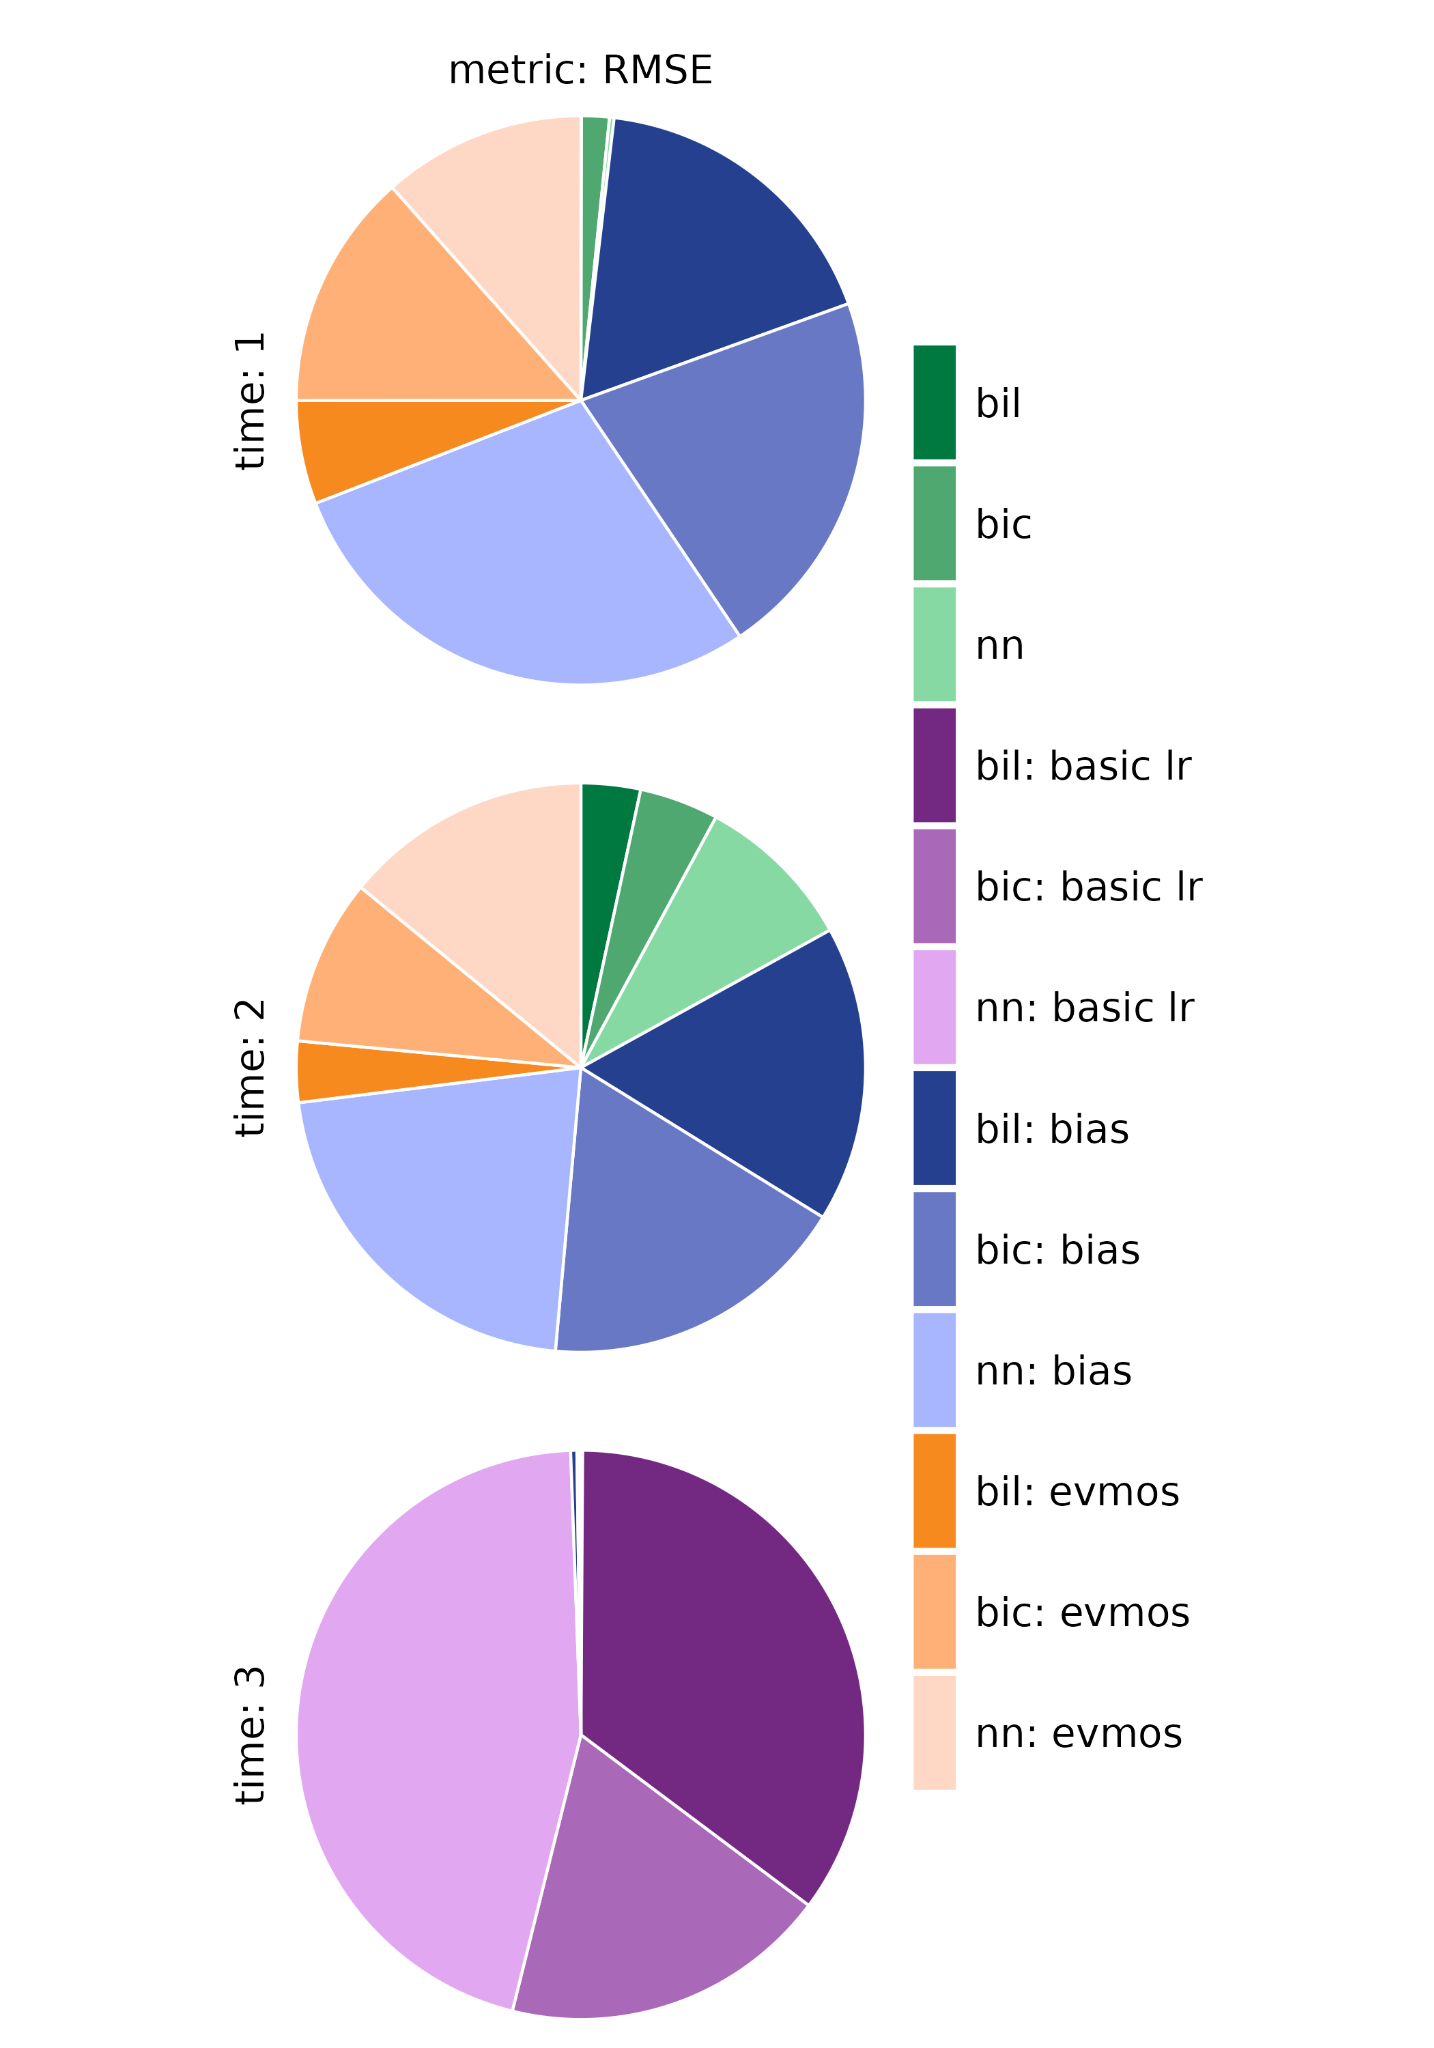 metric: RMSE
time: 1
time: 2
time: 3
bil
bic
nn
bil: basic lr
bic: basic lr
nn: basic lr
bil: bias
bic: bias
nn: bias
bil: evmos
bic: evmos
nn: evmos